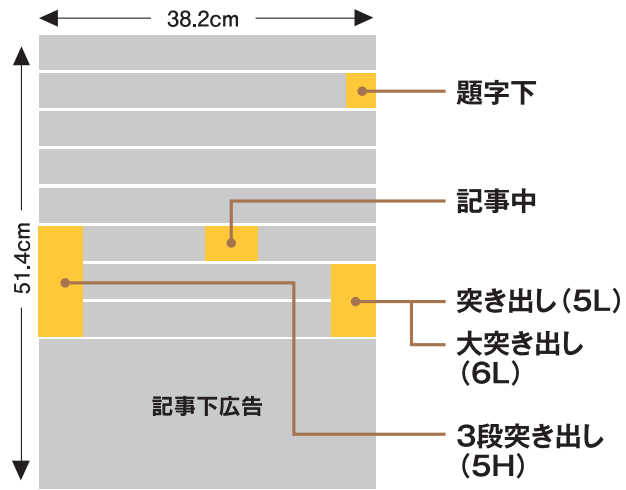 38.2cm
51.4cm
題字下
記事中
突き出し(5L)
大突き出し
(6L)
記事下広告
3段突き出し
(5H)